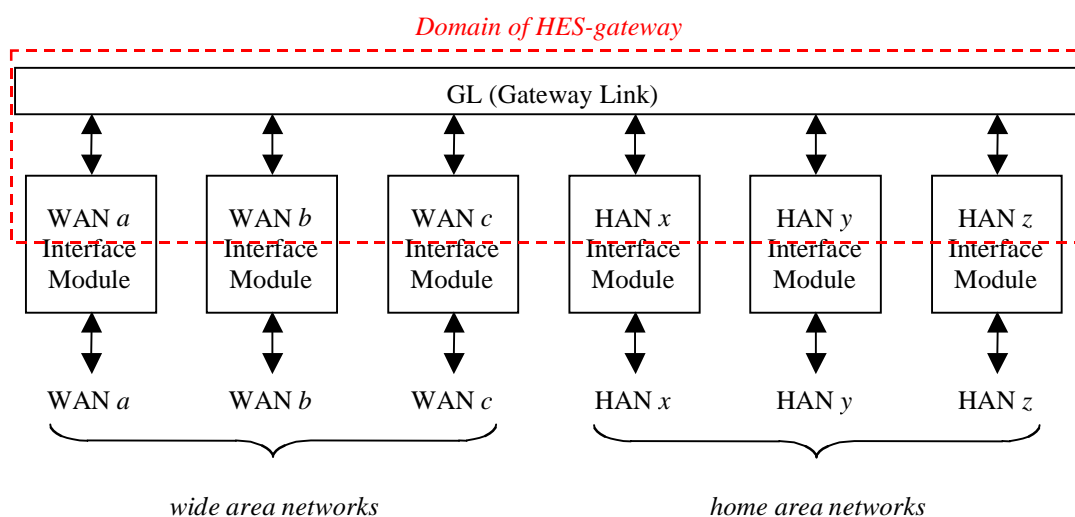 Domain of HES-gateway
GL (Gateway Link)
WAN a
Interface
Module
WAN b
Interface
Module
WAN c
Interface
Module
HAN x
Interface
Module
HAN y
Interface
Module
HAN z
Interface
Module
WAN a
WAN b
WAN c
HAN x
HAN y
HAN z
wide area networks
home area networks